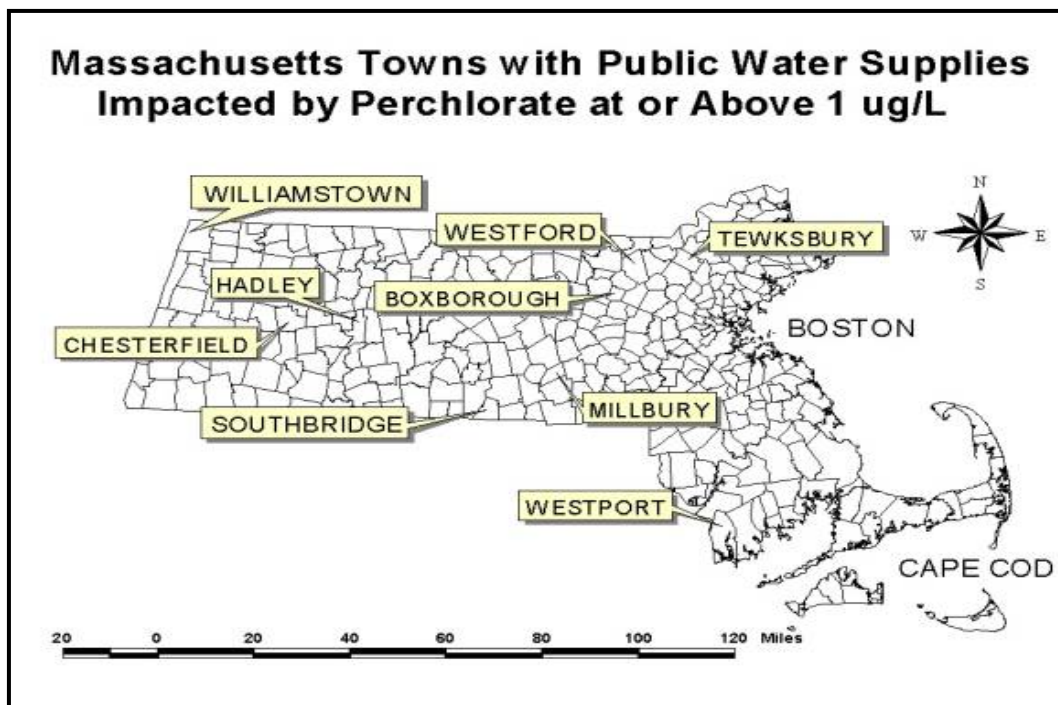 Massachusetts Towns with Public Water Supplies
Impacted by Perchlorate at or Above 1 ug/L
WILLIAMSTOWN
WESTFORD
TEWKSBURY
N
W
E
S
HADLEY
BOXBOROUGH
BOSTON
CHESTERFIELD
MILLBURY
SOUTHBRIDGE
WESTPORT
CAPE COD
20 0 20 40 60 80 100 120 Miles